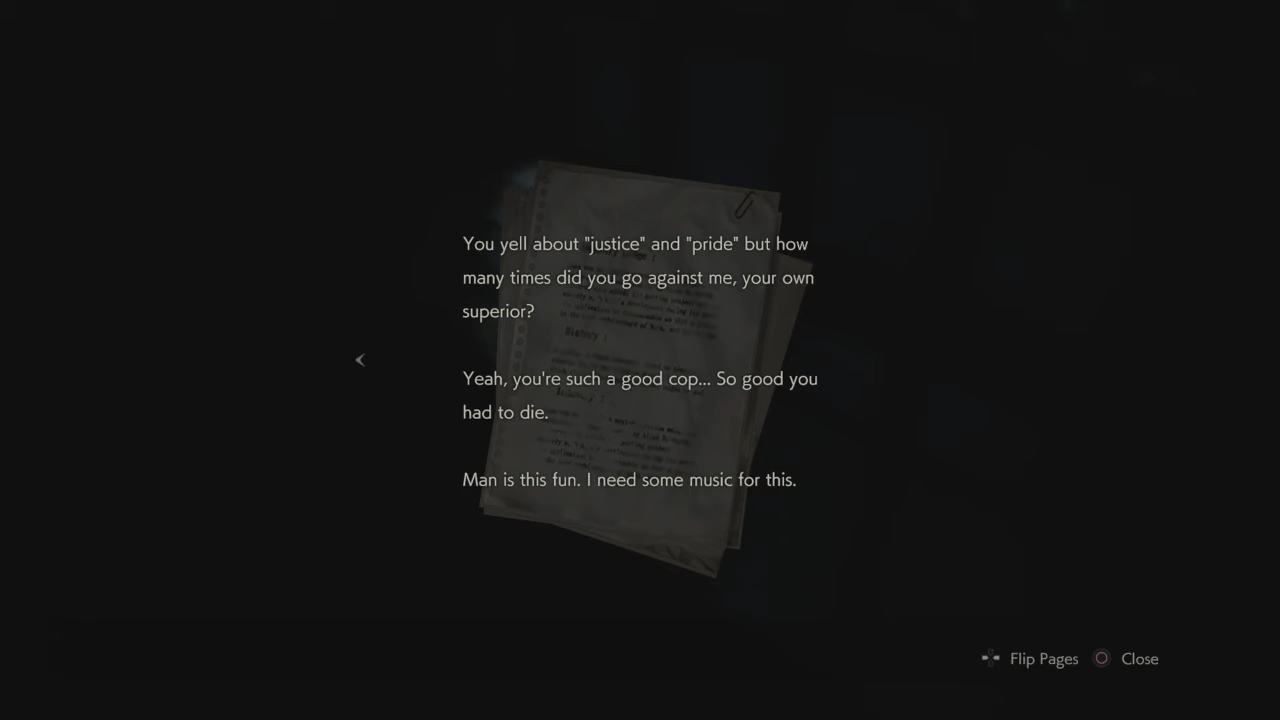 You yell about "justice" and "pride" but how
many times did you go against me, your own
superior?
Yeah, you're such a good cop... So good you
had to die.
Man is this fun. I need some music for this.
History :
Flip Pages
Close